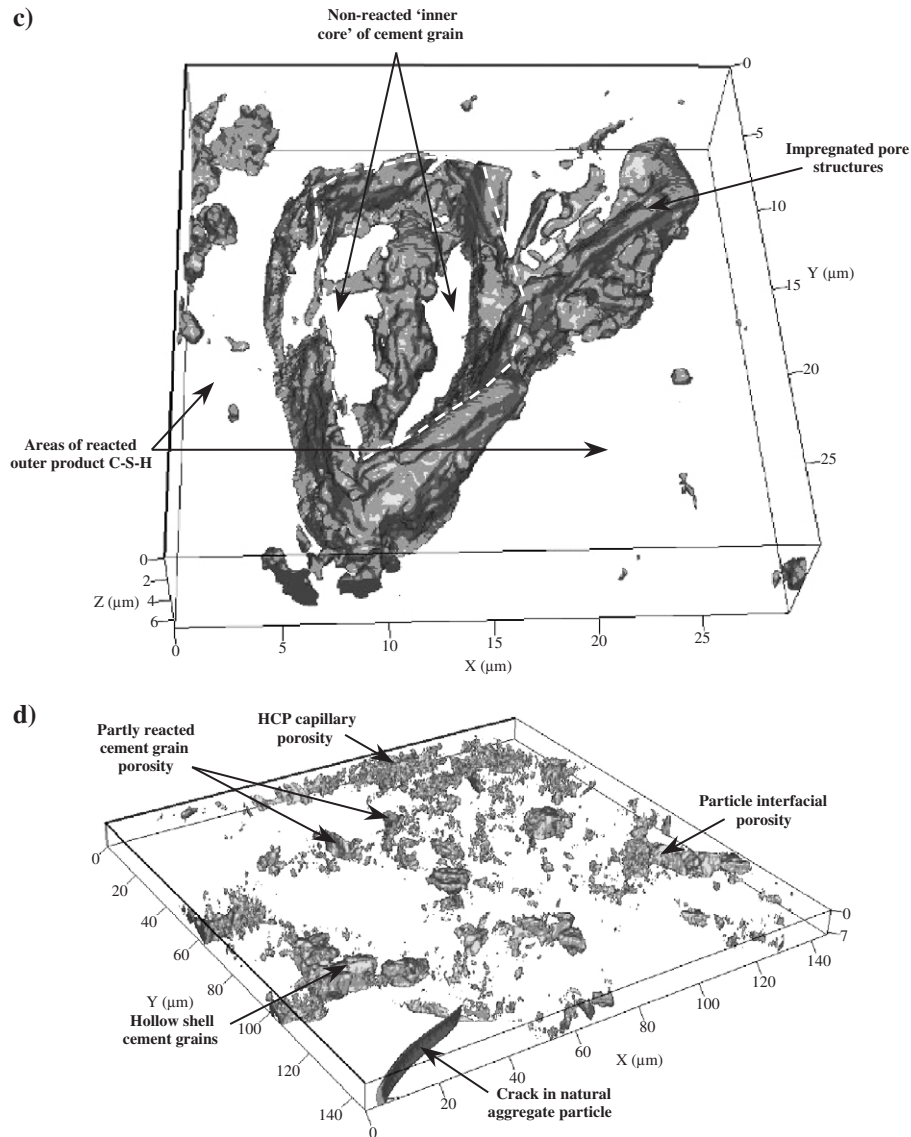 c)
Non-reacted ‘inner
core’ of cement grain
0
5
Impregnated pore
structures
10
Y (µm)
15
20
Areas of reacted
outer product C-S-H
25
0
2
Z (µm) 4
6
0
5
10
15
20
25
X (µm)
d)
Partly reacted
cement grain
porosity
HCP capillary
porosity
Particle interfacial
porosity
0
20
40
60
80
Y (µm)
100
Hollow shell
cement grains
120
140
0
20
40
60
80
100
120
140
X (µm)
0
7
Crack in natural
aggregate particle